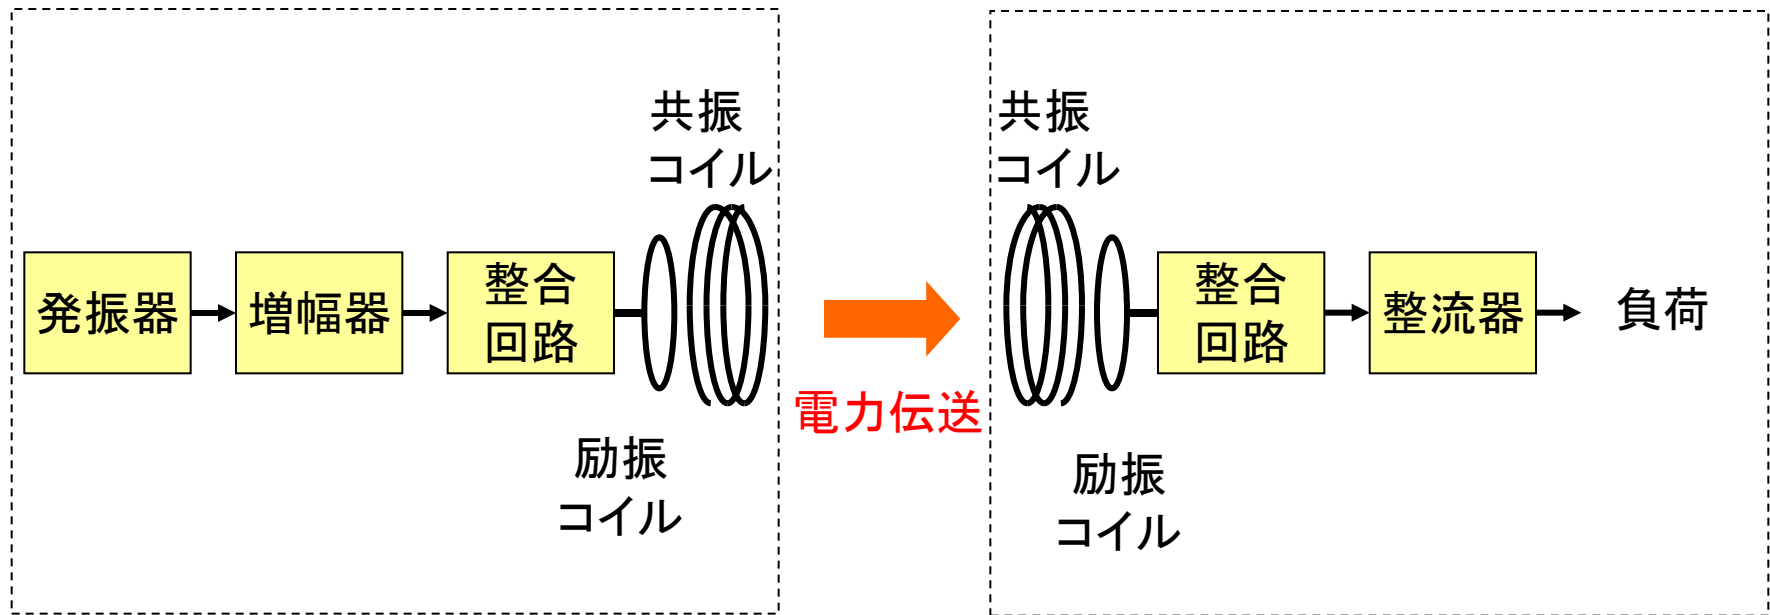 共振
コイル
発振器
増幅器
整合
回路
励振
コイル
電力伝送
共振
コイル
励振
コイル
整合
回路
整流器
負荷